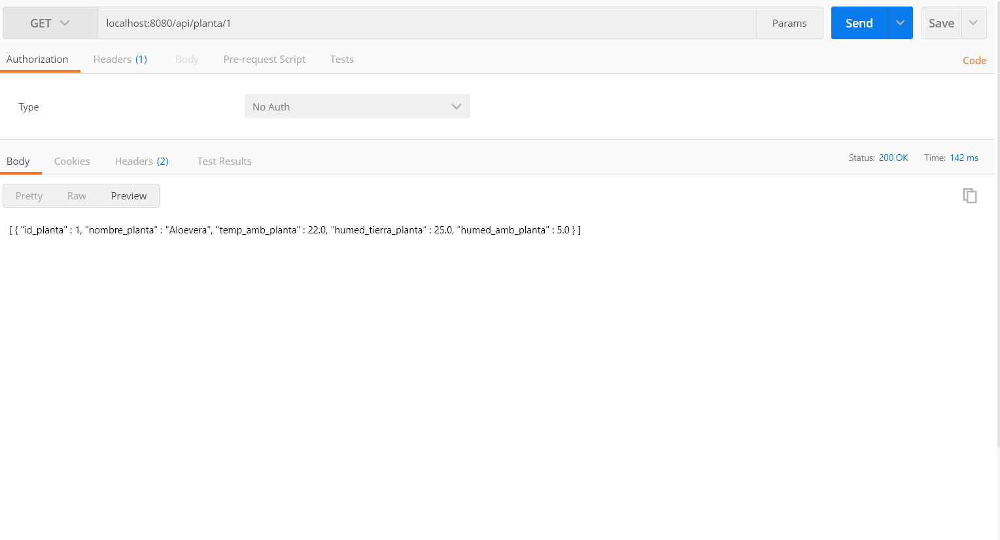 GET localhost:8080/api/planta/1 Params Send Save
Authorization Headers (1) Body Pre-request Script Tests Code
Type No Auth
Body Cookies Headers (2) Test Results Status: 200 OK Time: 142 ms
Pretty Raw Preview
[ { "id_planta" : 1, "nombre_planta" : "Aloevera", "temp_amb_planta" : 22.0, "humed_tierra_planta" : 25.0, "humed_amb_planta" : 5.0 } ]